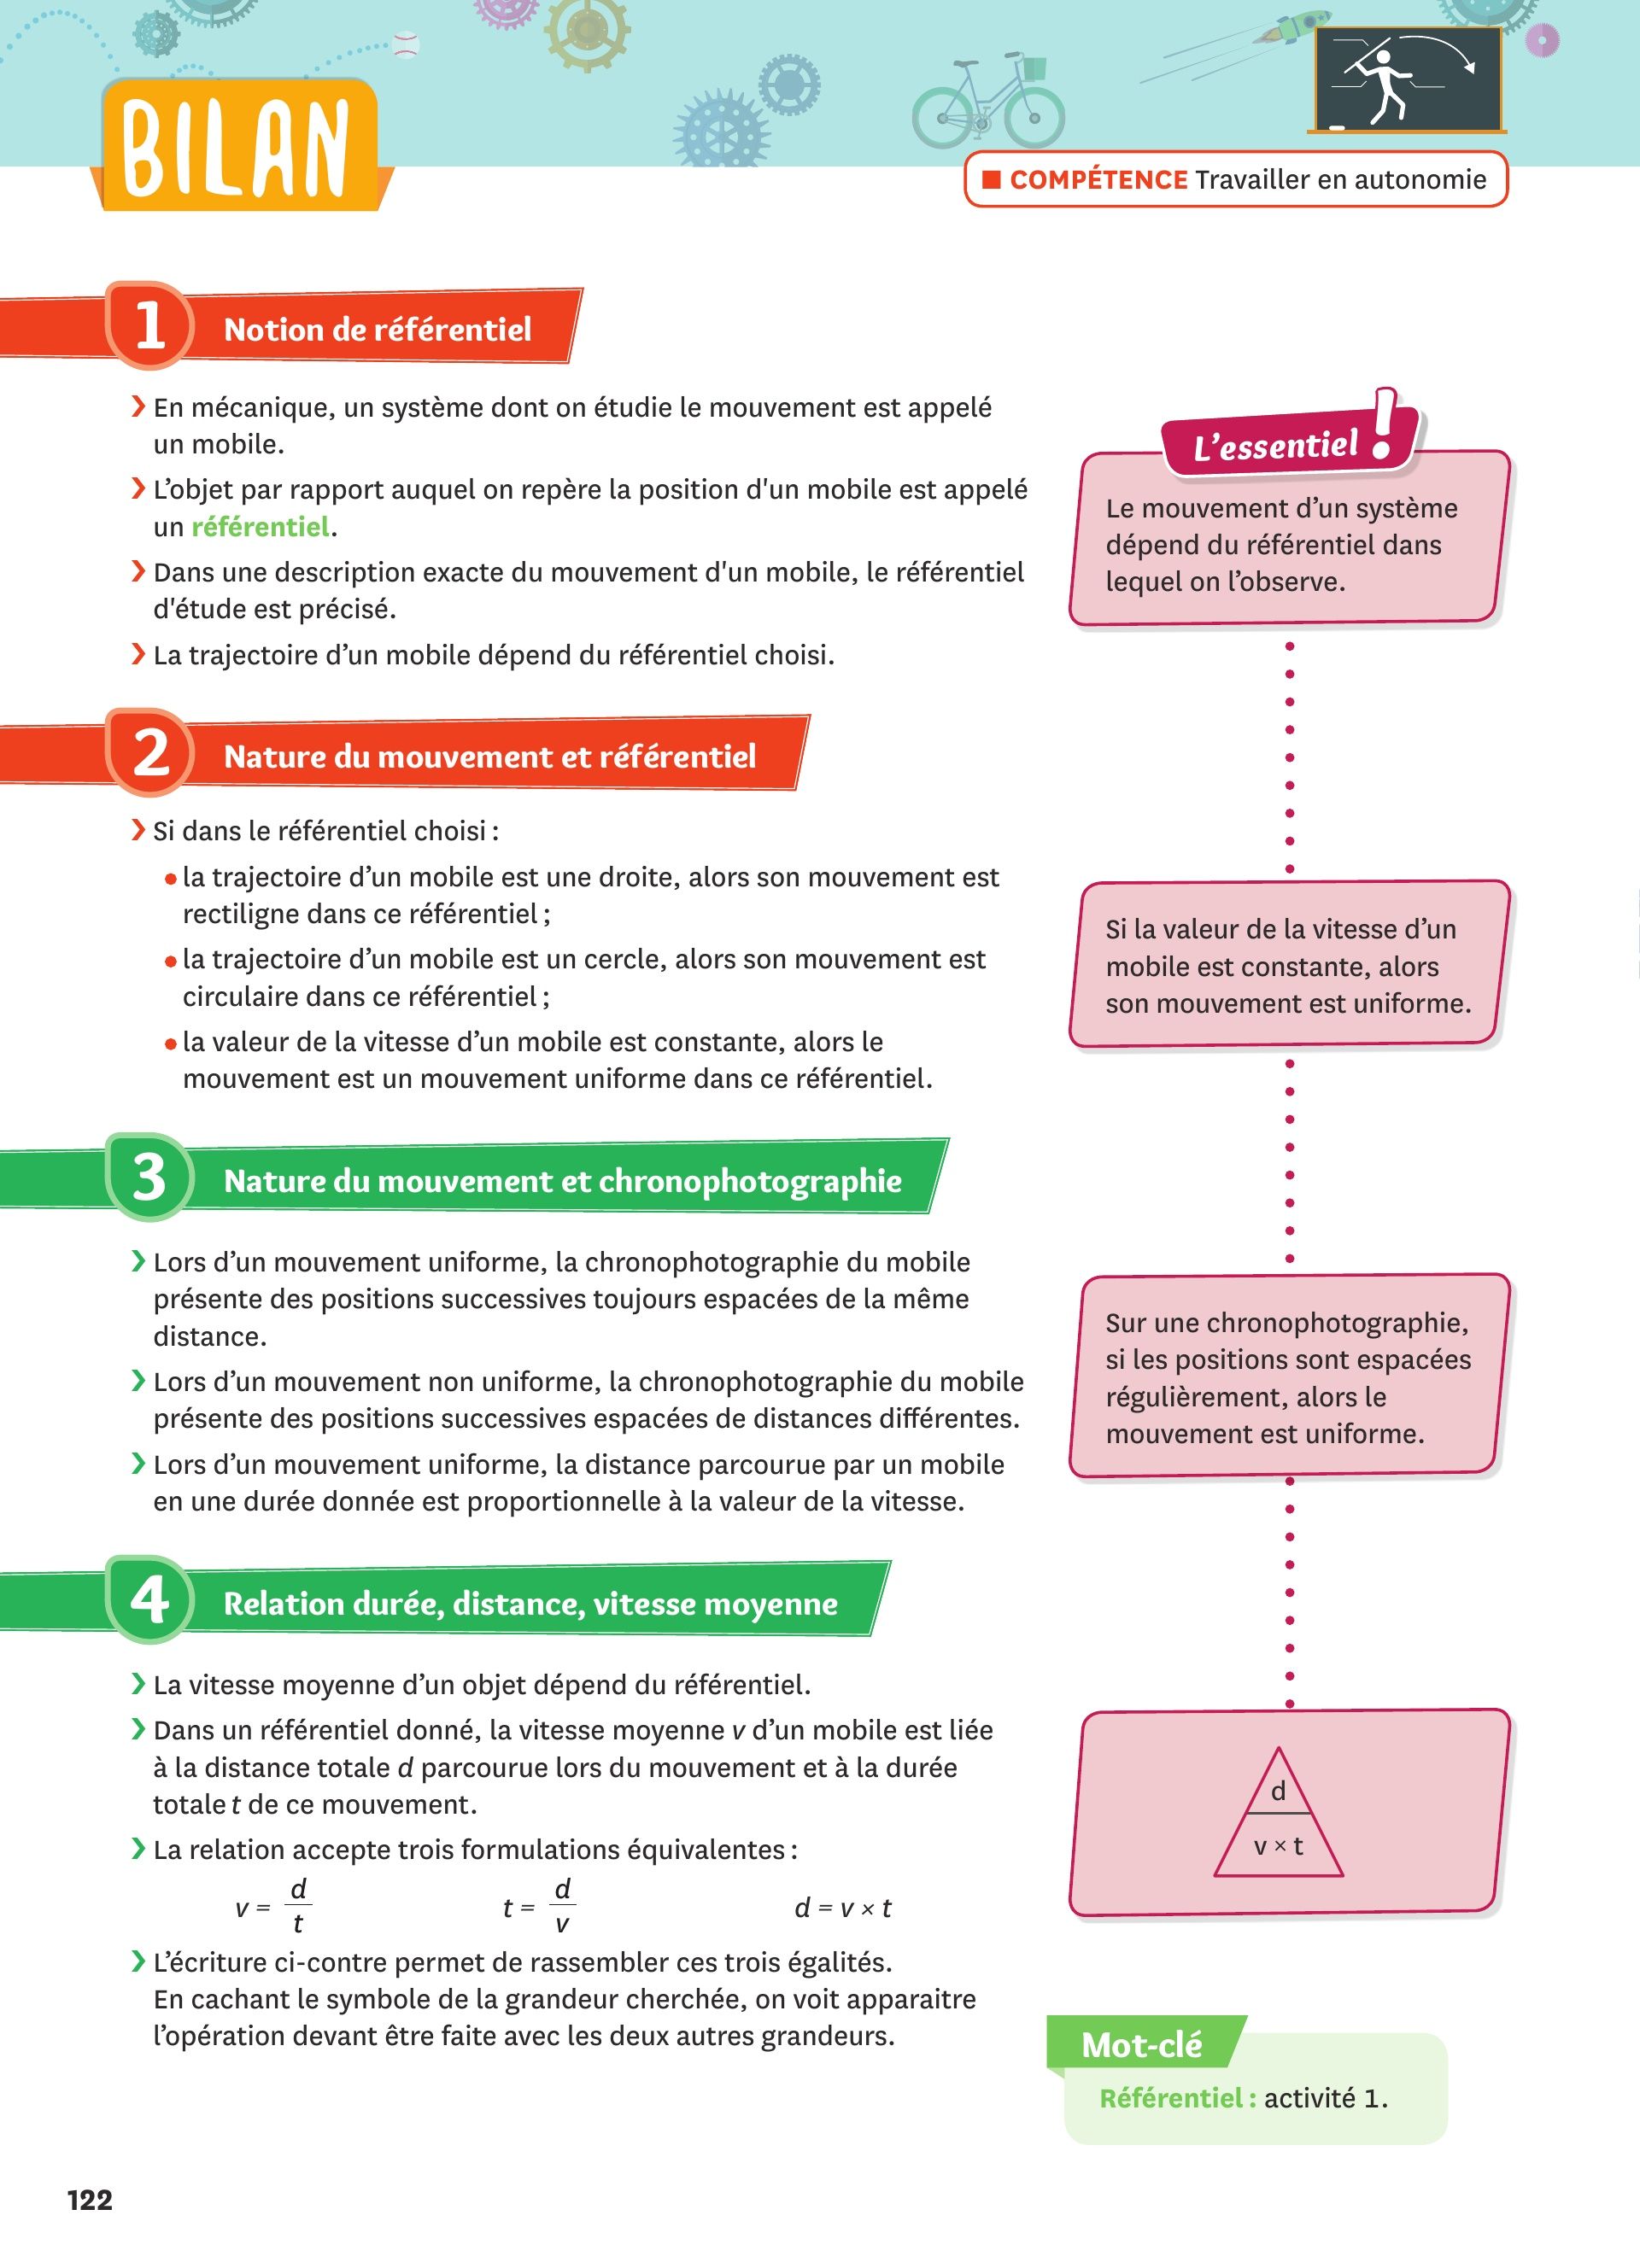 BILAN
■ COMPÉTENCE Travailler en autonomie
1 Notion de référentiel
› En mécanique, un système dont on étudie le mouvement est appelé
un mobile.
› L’objet par rapport auquel on repère la position d'un mobile est appelé
un référentiel.
› Dans une description exacte du mouvement d'un mobile, le référentiel
d'étude est précisé.
› La trajectoire d’un mobile dépend du référentiel choisi.
L’essentiel !
Le mouvement d’un système
dépend du référentiel dans
lequel on l’observe.
2 Nature du mouvement et référentiel
› Si dans le référentiel choisi :
• la trajectoire d’un mobile est une droite, alors son mouvement est
rectiligne dans ce référentiel ;
• la trajectoire d’un mobile est un cercle, alors son mouvement est
circulaire dans ce référentiel ;
• la valeur de la vitesse d’un mobile est constante, alors le
mouvement est un mouvement uniforme dans ce référentiel.
Si la valeur de la vitesse d’un
mobile est constante, alors
son mouvement est uniforme.
3 Nature du mouvement et chronophotographie
› Lors d’un mouvement uniforme, la chronophotographie du mobile
présente des positions successives toujours espacées de la même
distance.
› Lors d’un mouvement non uniforme, la chronophotographie du mobile
présente des positions successives espacées de distances différentes.
› Lors d’un mouvement uniforme, la distance parcourue par un mobile
en une durée donnée est proportionnelle à la valeur de la vitesse.
Sur une chronophotographie,
si les positions sont espacées
régulièrement, alors le
mouvement est uniforme.
4 Relation durée, distance, vitesse moyenne
› La vitesse moyenne d’un objet dépend du référentiel.
› Dans un référentiel donné, la vitesse moyenne v d’un mobile est liée
à la distance totale d parcourue lors du mouvement et à la durée
totale t de ce mouvement.
› La relation accepte trois formulations équivalentes :
v = d/t t = d/v d = v × t
› L’écriture ci-contre permet de rassembler ces trois égalités.
En cachant le symbole de la grandeur cherchée, on voit apparaitre
l’opération devant être faite avec les deux autres grandeurs.
d
v × t
Mot-clé
Référentiel : activité 1.
122